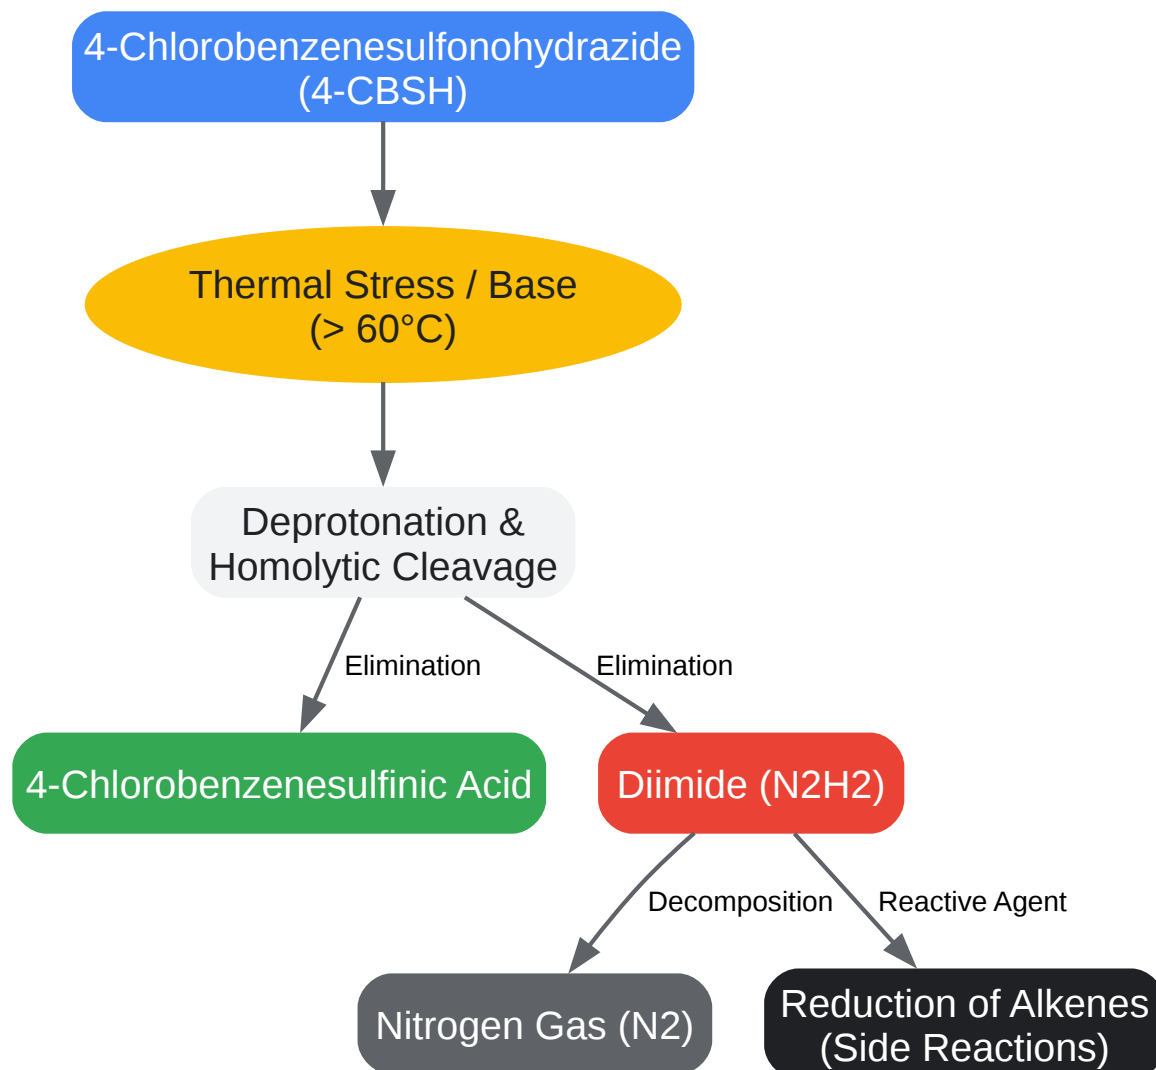 4-Chlorobenzenesulfonohydrazide
(4-CBSH)
Thermal Stress / Base
(> 60°C)
Deprotonation &
Homolytic Cleavage
Elimination
Elimination
4-Chlorobenzenesulfinic Acid
Diimide (N2H2)
Decomposition
Reactive Agent
Nitrogen Gas (N2)
Reduction of Alkenes
(Side Reactions)